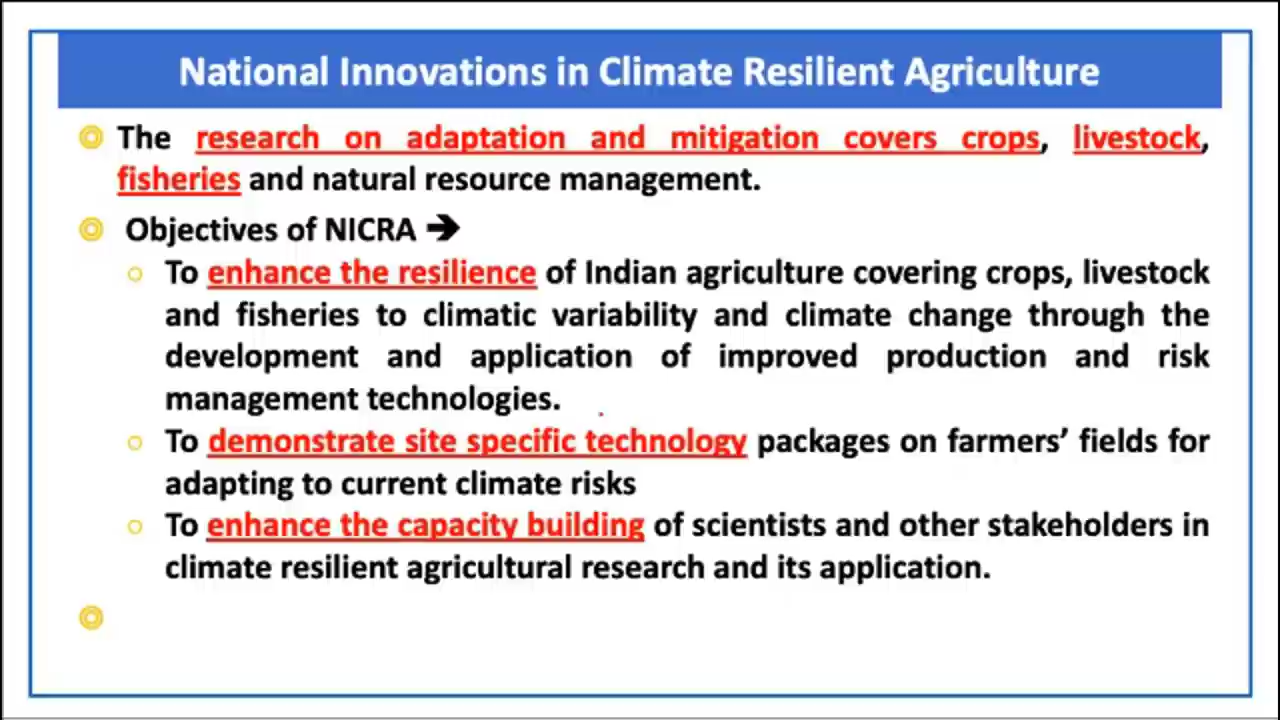 National Innovations in Climate Resilient Agriculture
The research on adaptation and mitigation covers crops, livestock,
fisheries and natural resource management.
Objectives of NICRA ➔
To enhance the resilience of Indian agriculture covering crops, livestock
and fisheries to climatic variability and climate change through the
development and application of improved production and risk
management technologies.
To demonstrate site specific technology packages on farmers’ fields for
adapting to current climate risks
To enhance the capacity building of scientists and other stakeholders in
climate resilient agricultural research and its application.